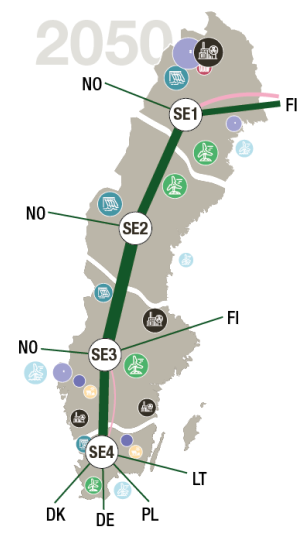 2050
NO
FI
SE1
NO
SE2
FI
NO
SE3
SE4
LT
DK
DE
PL